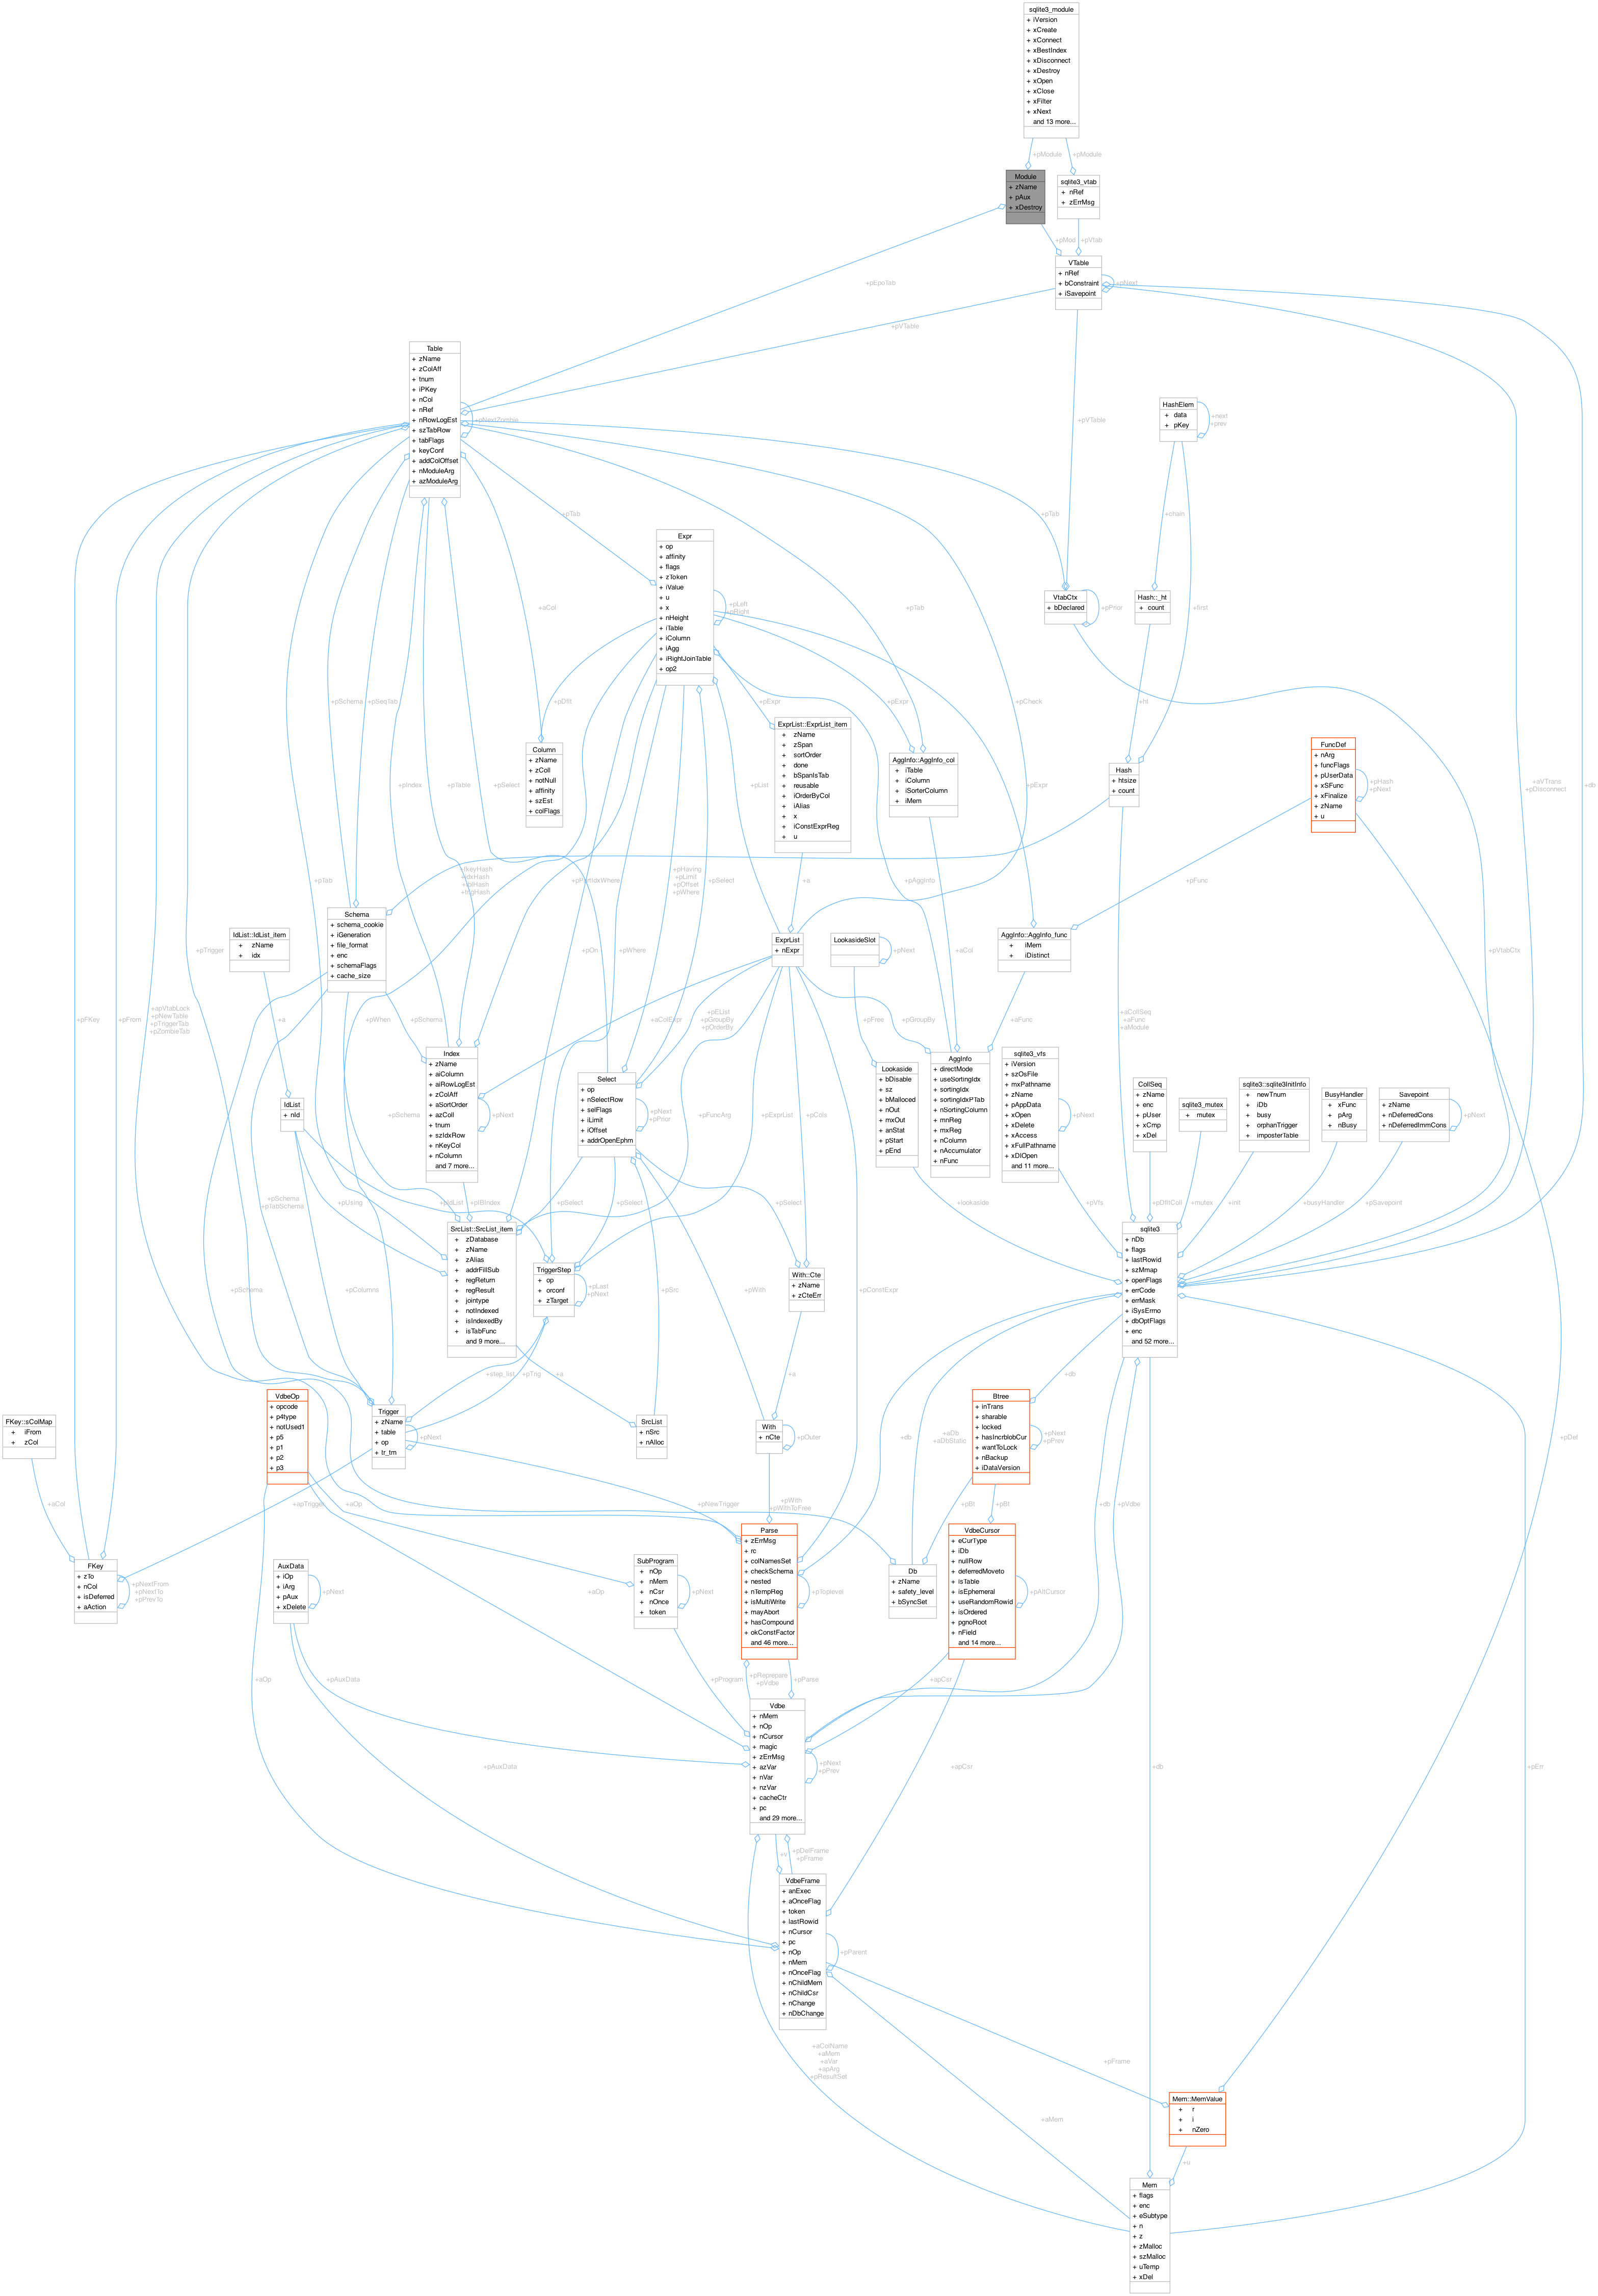 sqlite3_module
+ iVersion
+ xCreate
+ xConnect
+ xBestIndex
+ xDisconnect
+ xDestroy
+ xOpen
+ xClose
+ xFilter
+ xNext
and 13 more...
+pModule
+pModule
Module
+ zName
+ pAux
+ xDestroy
sqlite3_vtab
+ nRef
+ zErrMsg
+pMod
+pVtab
VTable
+ nRef
+ bConstraint
+ iSavepoint
+pNext
+pEpoTab
+pVTable
Table
+ zName
+ zColAff
+ tnum
+ iPKey
+ nCol
+ nRef
+ nRowLogEst
+ szTabRow
+ tabFlags
+ keyConf
+ addColOffset
+ nModuleArg
+ azModuleArg
+pNextZombie
HashElem
+ data
+ pKey
+next
+prev
+pVTable
+pTab
+pTab
+chain
+first
Expr
+ op
+ affinity
+ flags
+ zToken
+ iValue
+ u
+ x
+ nHeight
+ iTable
+ iColumn
+ iAgg
+ iRightJoinTable
+ op2
+pLeft
+pRight
+aCol
+pTab
VtabCtx
+ bDeclared
+pPrior
Hash::_ht
+ count
+pSchema
+pSeqTab
+pDflt
+pExpr
+pExpr
+ht
ExprList::ExprList_item
+ zName
+ zSpan
+ sortOrder
+ done
+ bSpanIsTab
+ reusable
+ iOrderByCol
+ iAlias
+ x
+ iConstExprReg
+ u
Column
+ zName
+ zColl
+ notNull
+ affinity
+ szEst
+ colFlags
AggInfo::AggInfo_col
+ iTable
+ iColumn
+ iSorterColumn
+ iMem
Hash
+ htsize
+ count
FuncDef
+ nArg
+ funcFlags
+ pUserData
+ xSFunc
+ xFinalize
+ zName
+ u
+pHash
+pNext
+pIndex
+pTable
+pSelect
+pList
+pCheck
+pExpr
+aVTrans
+pDisconnect
+db
+pTab
+fkeyHash
+idxHash
+tblHash
+trigHash
+pPartIdxWhere
+pHaving
+pLimit
+pOffset
+pWhere
+pSelect
+a
+pAggInfo
+pFunc
Schema
+ schema_cookie
+ iGeneration
+ file_format
+ enc
+ schemaFlags
+ cache_size
IdList::IdList_item
+ zName
+ idx
+pTrigger
+pOn
+pWhere
ExprList
+ nExpr
LookasideSlot
+pNext
+aCol
AggInfo::AggInfo_func
+ iMem
+ iDistinct
+pVtabCtx
+apVtabLock
+pNewTable
+pTriggerTab
+pZombieTab
+pFKey
+pFrom
+a
+pWhen
+pSchema
+aColExpr
+pEList
+pGroupBy
+pOrderBy
+pFree
+pGroupBy
+aFunc
+aCollSeq
+aFunc
+aModule
Index
+ zName
+ aiColumn
+ aiRowLogEst
+ zColAff
+ aSortOrder
+ azColl
+ tnum
+ szIdxRow
+ nKeyCol
+ nColumn
and 7 more...
+pNext
Select
+ op
+ nSelectRow
+ selFlags
+ iLimit
+ iOffset
+ addrOpenEphm
+pNext
+pPrior
Lookaside
+ bDisable
+ sz
+ bMalloced
+ nOut
+ mxOut
+ anStat
+ pStart
+ pEnd
AggInfo
+ directMode
+ useSortingIdx
+ sortingIdx
+ sortingIdxPTab
+ nSortingColumn
+ mnReg
+ mxReg
+ nColumn
+ nAccumulator
+ nFunc
sqlite3_vfs
+ iVersion
+ szOsFile
+ mxPathname
+ zName
+ pAppData
+ xOpen
+ xDelete
+ xAccess
+ xFullPathname
+ xDlOpen
and 11 more...
+pNext
CollSeq
+ zName
+ enc
+ pUser
+ xCmp
+ xDel
sqlite3_mutex
+ mutex
sqlite3::sqlite3InitInfo
+ newTnum
+ iDb
+ busy
+ orphanTrigger
+ imposterTable
BusyHandler
+ xFunc
+ pArg
+ nBusy
Savepoint
+ zName
+ nDeferredCons
+ nDeferredImmCons
+pNext
IdList
+ nId
+pSchema
+pFuncArg
+pExprList
+pCols
+pSchema
+pTabSchema
+pUsing
+pIBIndex
+pIdList
+pSelect
+pSelect
+pSelect
+lookaside
+pVfs
+pDfltColl
+mutex
+init
+busyHandler
+pSavepoint
SrcList::SrcList_item
+ zDatabase
+ zName
+ zAlias
+ addrFillSub
+ regReturn
+ regResult
+ jointype
+ notIndexed
+ isIndexedBy
+ isTabFunc
and 9 more...
sqlite3
+ nDb
+ flags
+ lastRowid
+ szMmap
+ openFlags
+ errCode
+ errMask
+ iSysErrno
+ dbOptFlags
+ enc
and 52 more...
TriggerStep
+ op
+ orconf
+ zTarget
+pLast
+pNext
With::Cte
+ zName
+ zCteErr
+pSchema
+pColumns
+pSrc
+pWith
+pConstExpr
+step_list
+pTrig
+a
+a
+db
VdbeOp
+ opcode
+ p4type
+ notUsed1
+ p5
+ p1
+ p2
+ p3
Btree
+ inTrans
+ sharable
+ locked
+ hasIncrblobCur
+ wantToLock
+ nBackup
+ iDataVersion
+pNext
+pPrev
FKey::sColMap
+ iFrom
+ zCol
Trigger
+ zName
+ table
+ op
+ tr_tm
+pNext
SrcList
+ nSrc
+ nAlloc
With
+ nCte
+pOuter
+db
+aDb
+aDbStatic
+pDef
+aCol
+apTrigger
+aOp
+pNewTrigger
+pWith
+pWithToFree
+pBt
+pBt
+db
+pVdbe
Parse
+ zErrMsg
+ rc
+ colNamesSet
+ checkSchema
+ nested
+ nTempReg
+ isMultiWrite
+ mayAbort
+ hasCompound
+ okConstFactor
and 46 more...
+pToplevel
VdbeCursor
+ eCurType
+ iDb
+ nullRow
+ deferredMoveto
+ isTable
+ isEphemeral
+ useRandomRowid
+ isOrdered
+ pgnoRoot
+ nField
and 14 more...
+pAltCursor
FKey
+ zTo
+ nCol
+ isDeferred
+ aAction
+pNextFrom
+pNextTo
+pPrevTo
AuxData
+ iOp
+ iArg
+ pAux
+ xDelete
+pNext
SubProgram
+ nOp
+ nMem
+ nCsr
+ nOnce
+ token
+pNext
Db
+ zName
+ safety_level
+ bSyncSet
+aOp
+aOp
+pAuxData
+pProgram
+pReprepare
+pVdbe
+pParse
+apCsr
Vdbe
+ nMem
+ nOp
+ nCursor
+ magic
+ zErrMsg
+ azVar
+ nVar
+ nzVar
+ cacheCtr
+ pc
and 29 more...
+pNext
+pPrev
+pAuxData
+apCsr
+db
+pErr
+v
+pDelFrame
+pFrame
VdbeFrame
+ anExec
+ aOnceFlag
+ token
+ lastRowid
+ nCursor
+ pc
+ nOp
+ nMem
+ nOnceFlag
+ nChildMem
+ nChildCsr
+ nChange
+ nDbChange
+pParent
+aColName
+aMem
+aVar
+apArg
+pResultSet
+pFrame
+aMem
Mem::MemValue
+ r
+ i
+ nZero
+u
Mem
+ flags
+ enc
+ eSubtype
+ n
+ z
+ zMalloc
+ szMalloc
+ uTemp
+ xDel